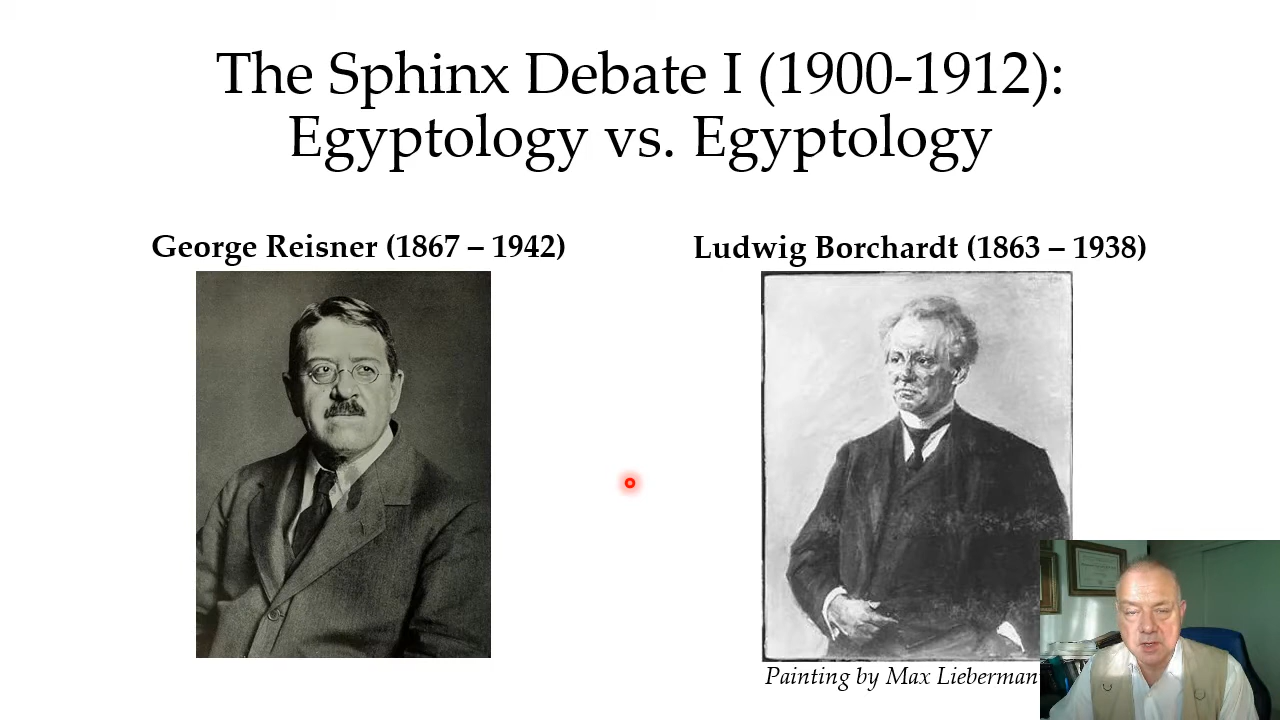 The Sphinx Debate I (1900-1912):
Egyptology vs. Egyptology
George Reisner (1867 – 1942)
Ludwig Borchardt (1863 – 1938)
Painting by Max Lieberman